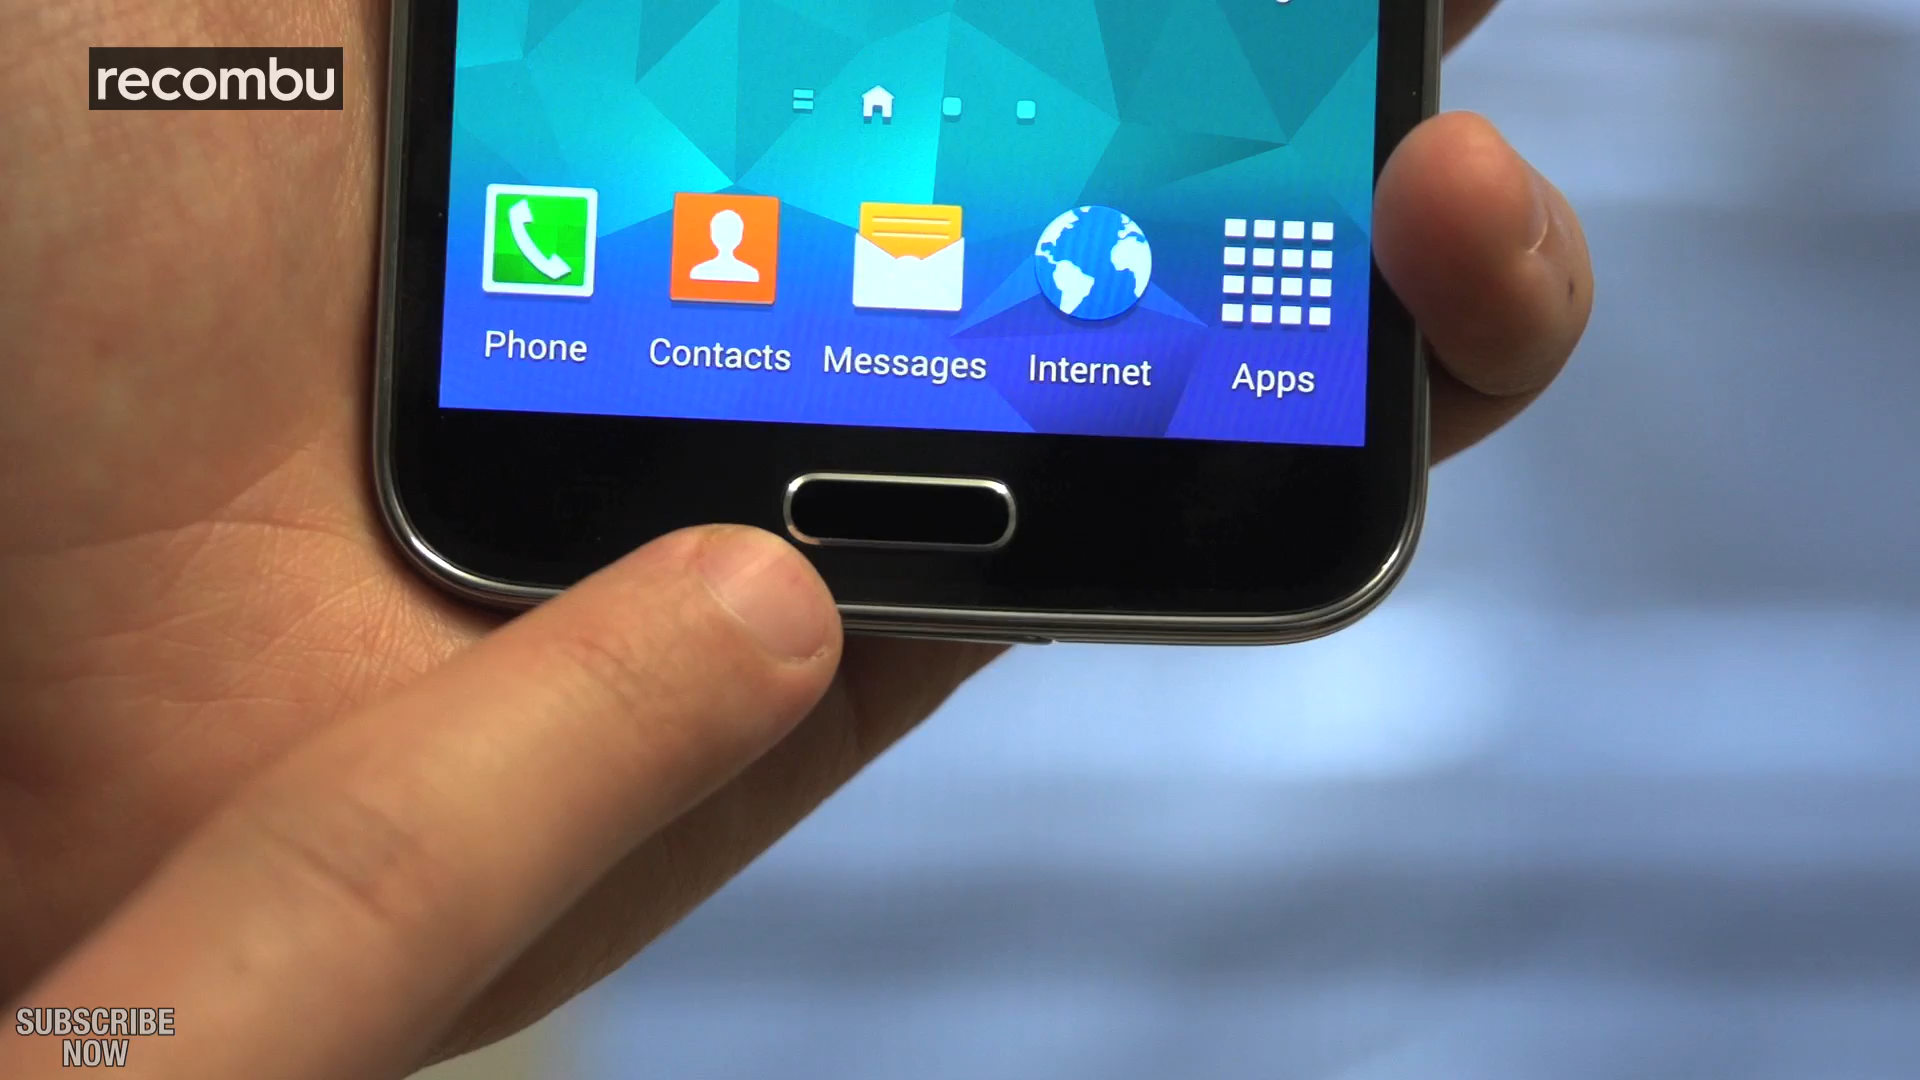 recombu
Phone
Contacts
Messages
Internet
Apps
SUBSCRIBE
NOW